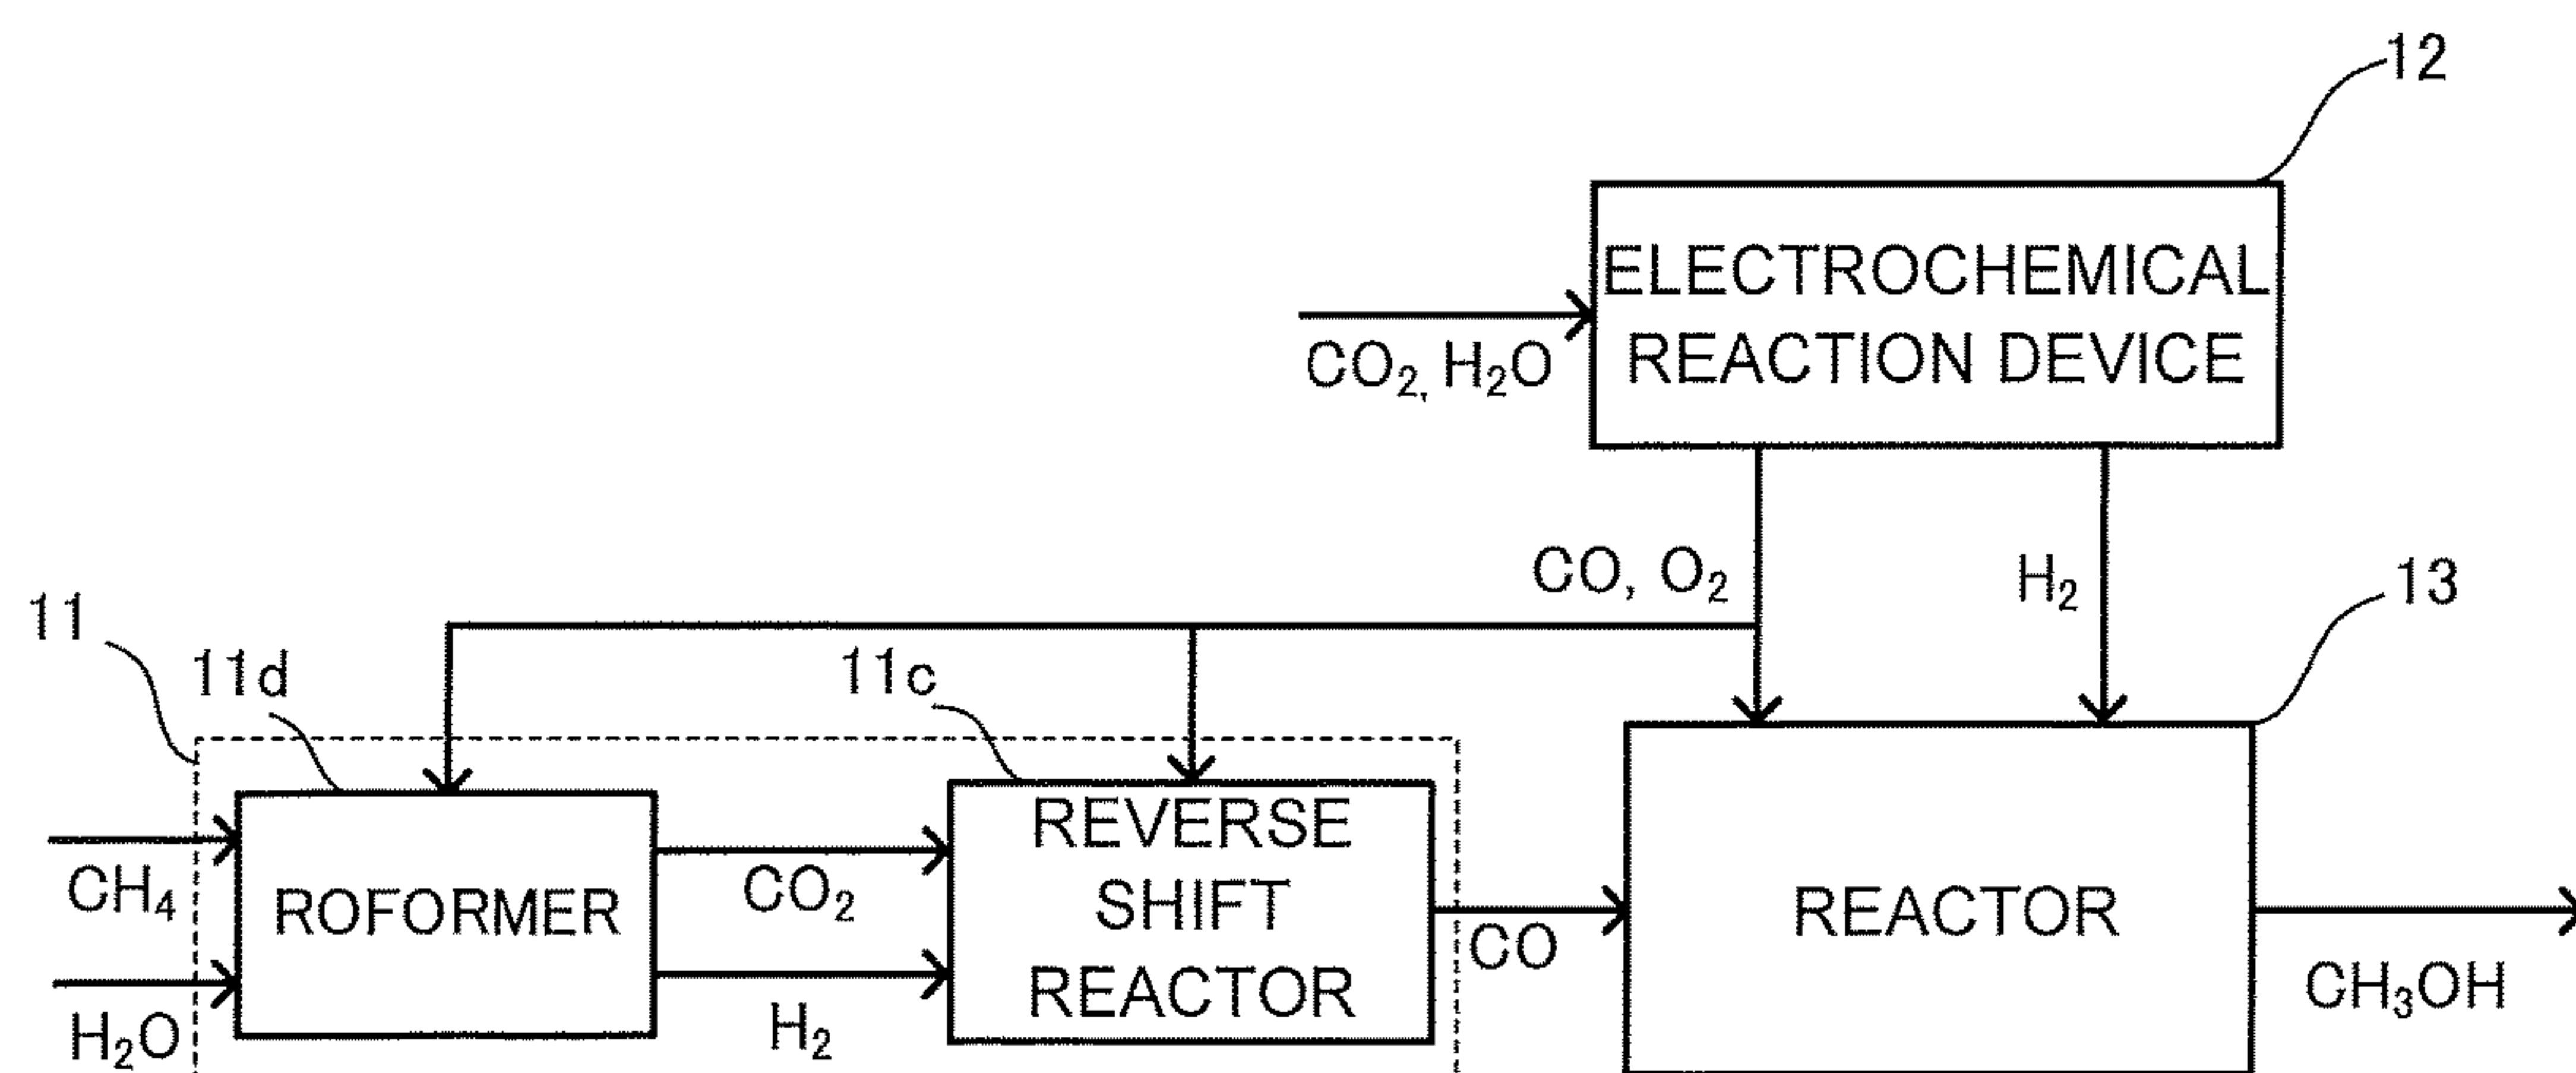 12
ELECTROCHEMICAL
REACTION DEVICE
CO₂, H₂O
CO, O₂
H₂
13
11
11d
11c
CH₄
H₂O
ROFORMER
CO₂
H₂
REVERSE
SHIFT
REACTOR
CO
REACTOR
CH₃OH